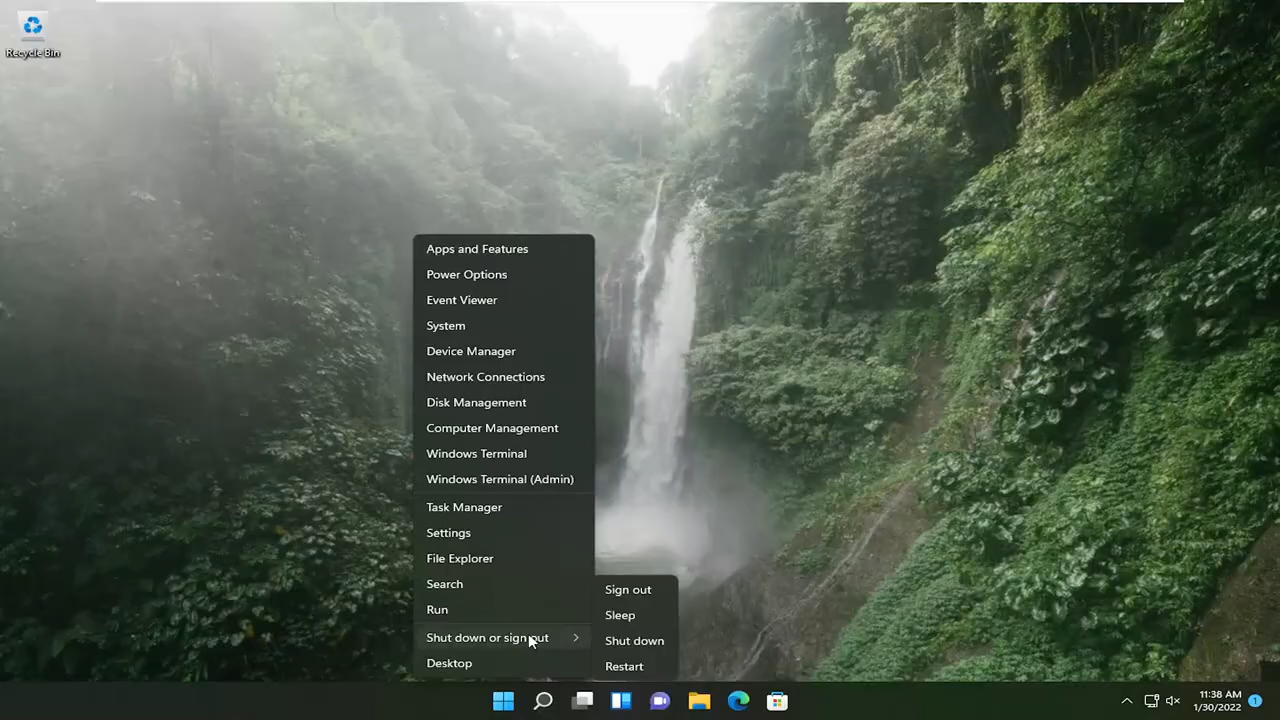 Recycle Bin
Apps and Features
Power Options
Event Viewer
System
Device Manager
Network Connections
Disk Management
Computer Management
Windows Terminal
Windows Terminal (Admin)
Task Manager
Settings
File Explorer
Search
Run
Shut down or sign out
Desktop
Sign out
Sleep
Shut down
Restart
11:38 AM
1/30/2022
1